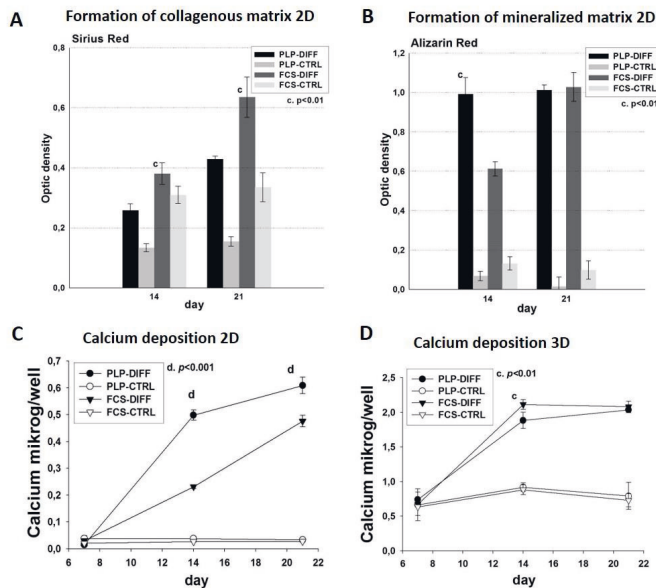 A
Formation of collagenous matrix 2D
Sirius Red
0,8
0,6
0,4
0,2
0,0
Optic density
PLP-DIFF
PLP-CTRL
FCS-DIFF
FCS-CTRL
c. p<0.01
c
c
14
21
day
B
Formation of mineralized matrix 2D
Alizarin Red
1,2
1,0
0,8
0,6
0,4
0,2
0,0
Optic density
PLP-DIFF
PLP-CTRL
FCS-DIFF
FCS-CTRL
c. p<0.01
c
14
21
day
C
Calcium deposition 2D
0,7
0,6
0,5
0,4
0,3
0,2
0,1
0,0
Calcium mikrog/well
PLP-DIFF
PLP-CTRL
FCS-DIFF
FCS-CTRL
d. p<0.001
d
d
6 8 10 12 14 16 18 20 22
day
D
Calcium deposition 3D
2,5
2,0
1,5
1,0
0,5
0,0
Calcium mikrog/well
PLP-DIFF
PLP-CTRL
FCS-DIFF
FCS-CTRL
c. p<0.01
c
6 8 10 12 14 16 18 20 22
day